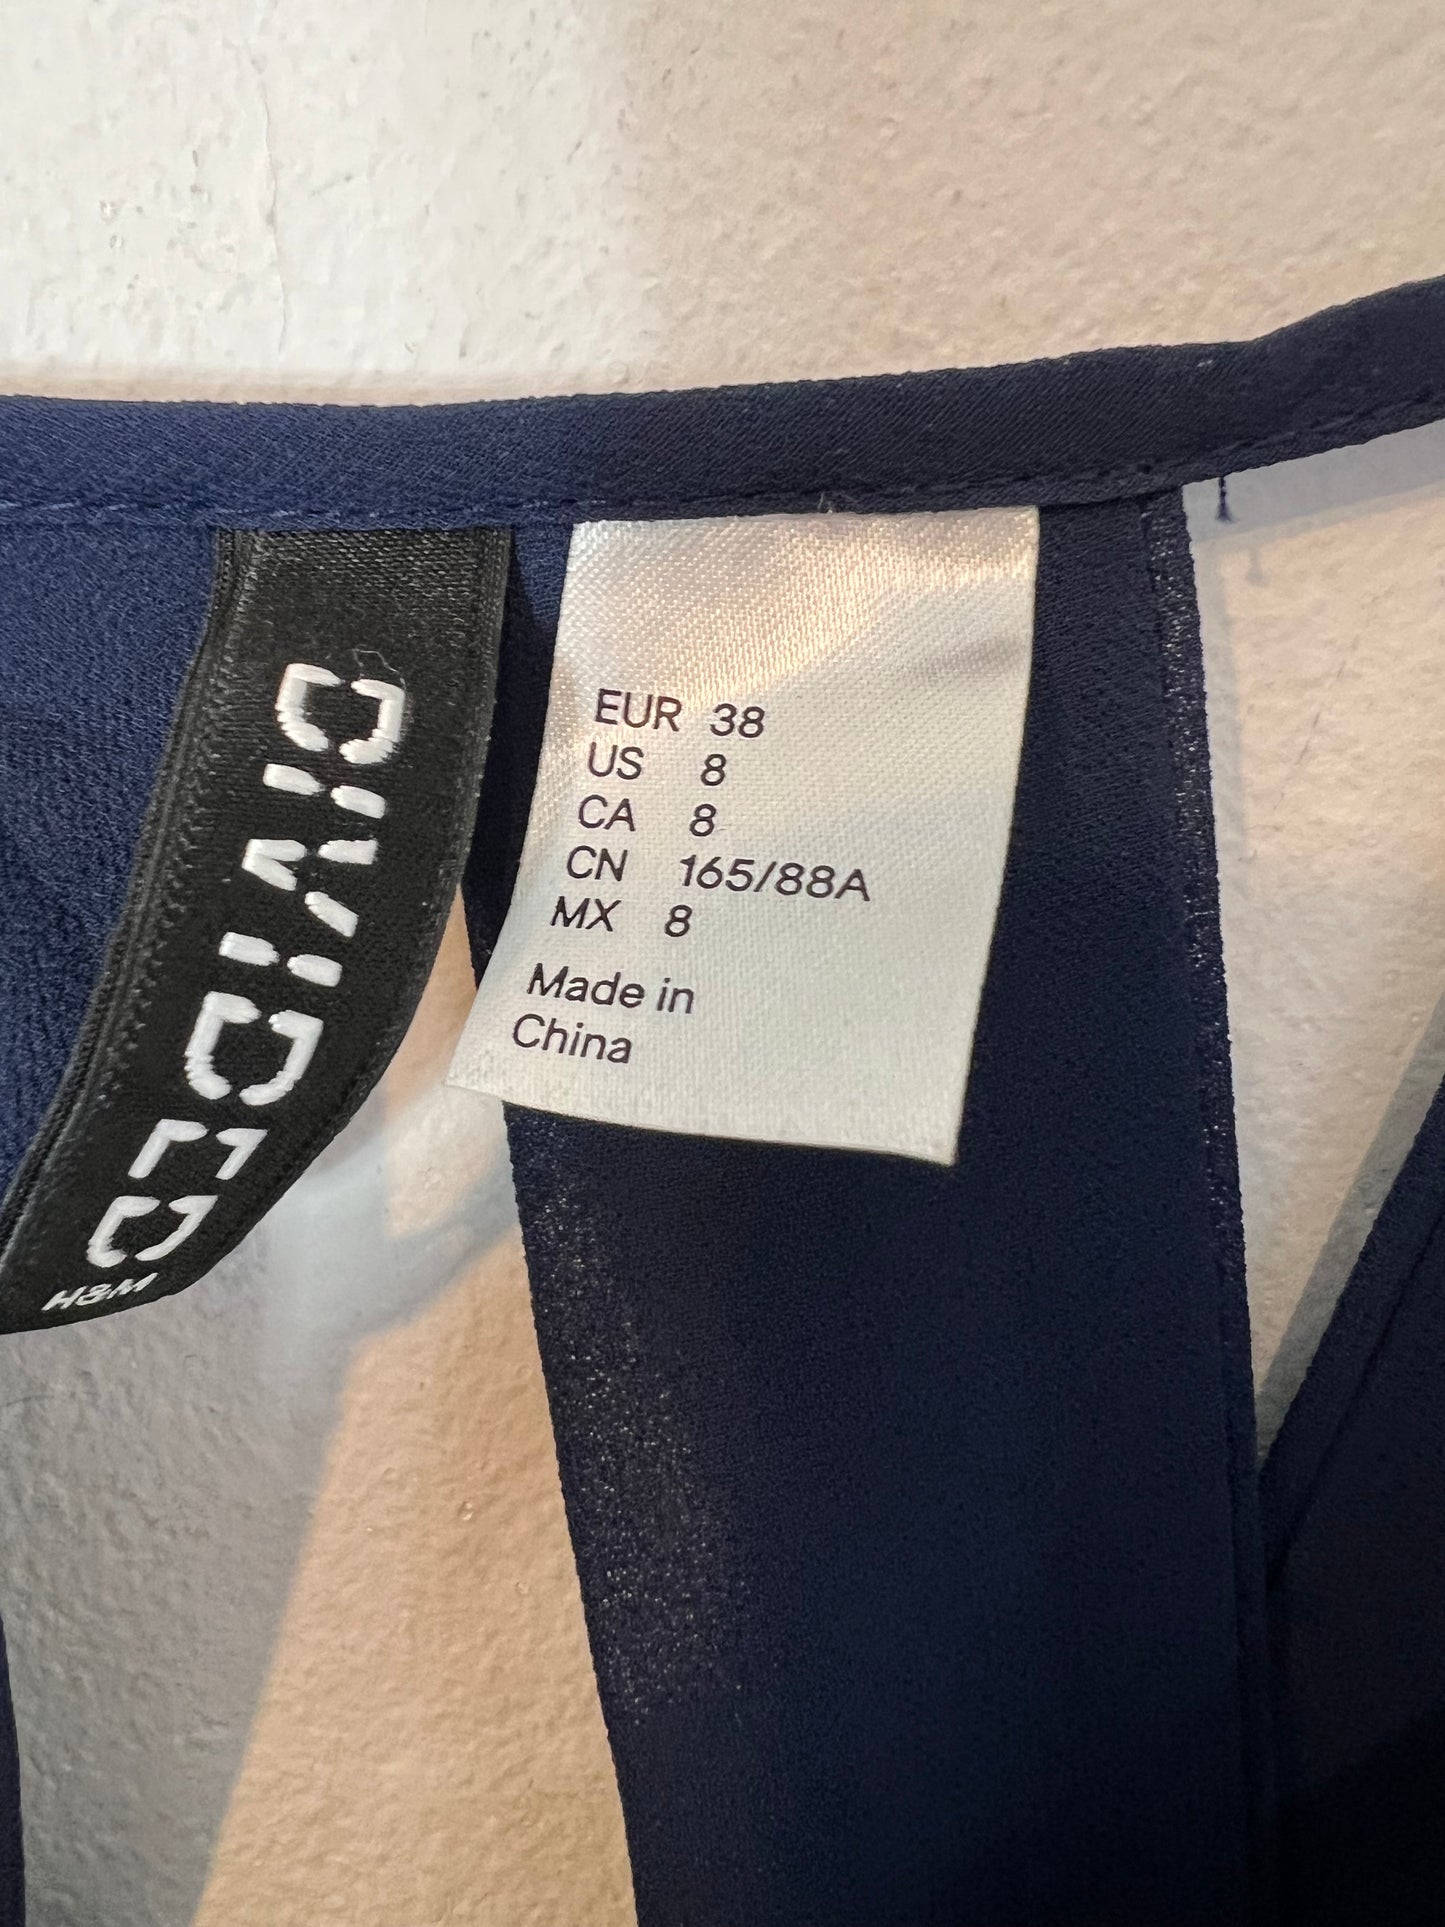 DIVIDED
H&M
EUR 38
US 8
CA 8
CN 165/88A
MX 8
Made in
China